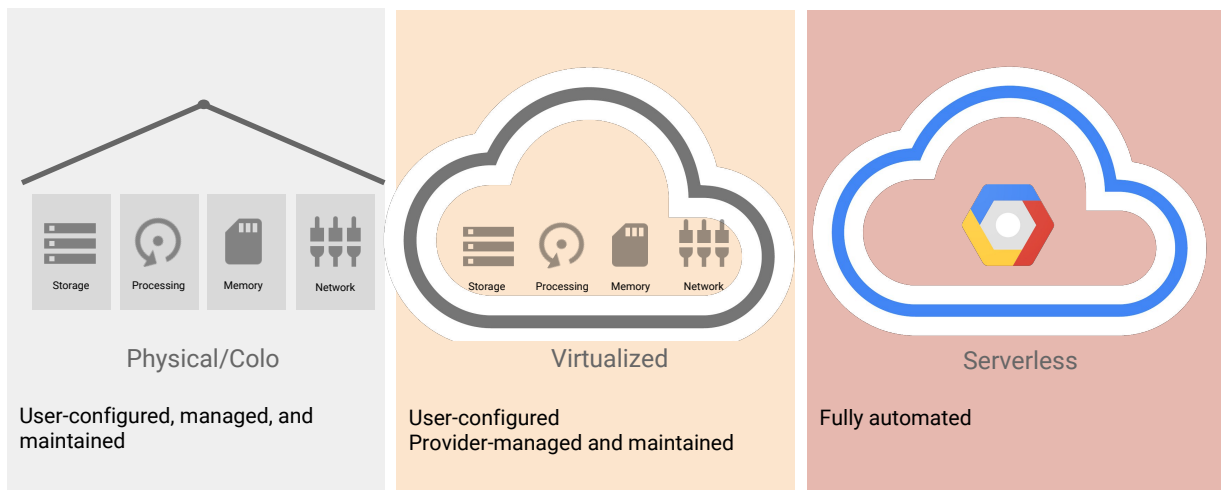 Storage
Processing
Memory
Network
Physical/Colo
User-configured, managed, and
maintained
Storage
Processing
Memory
Network
Virtualized
User-configured
Provider-managed and maintained
Serverless
Fully automated